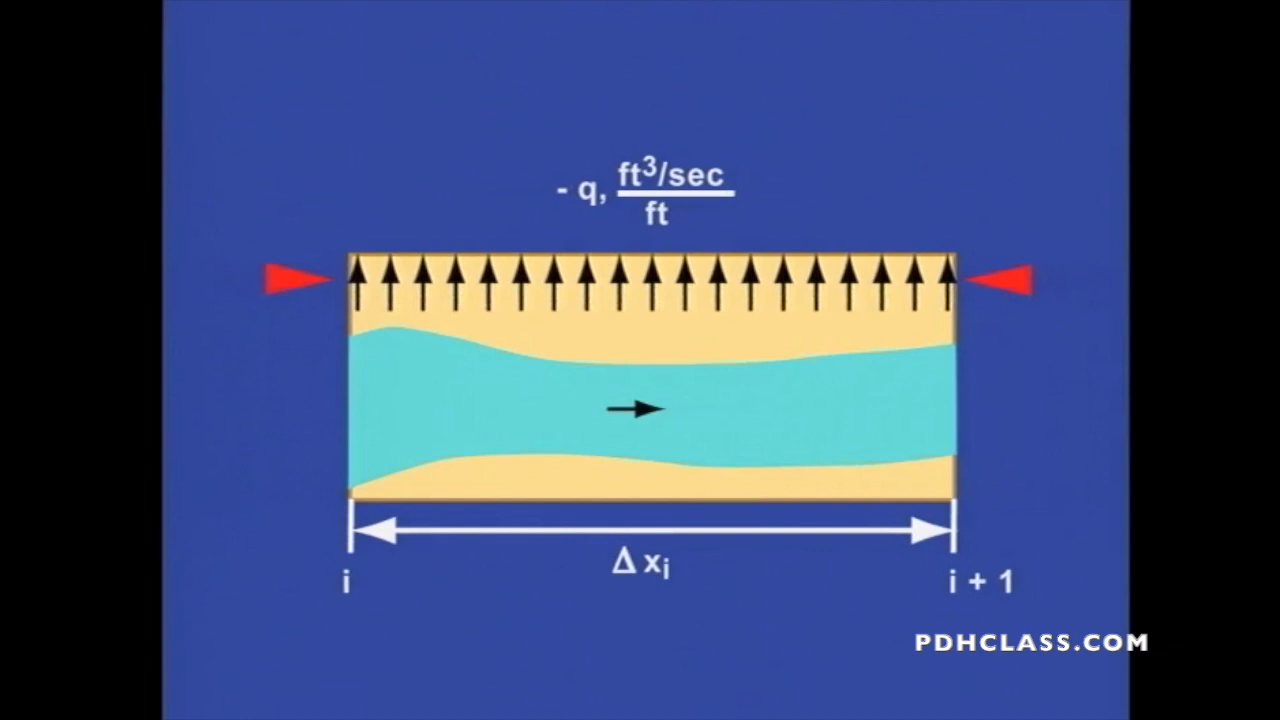 - q, ft³/sec
ft
Δ xᵢ
i
i + 1
PDHCLASS.COM